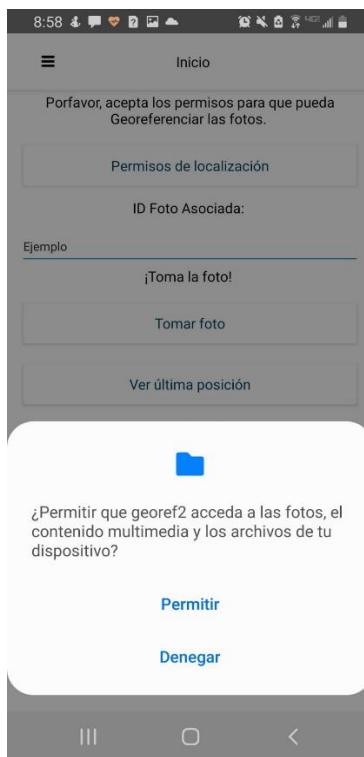 8:58
Inicio
Porfavor, acepta los permisos para que pueda
Georeferenciar las fotos.
Permisos de localización
ID Foto Asociada:
Ejemplo
¡Toma la foto!
Tomar foto
Ver última posición
¿Permitir que georef2 acceda a las fotos, el
contenido multimedia y los archivos de tu
dispositivo?
Permitir
Denegar